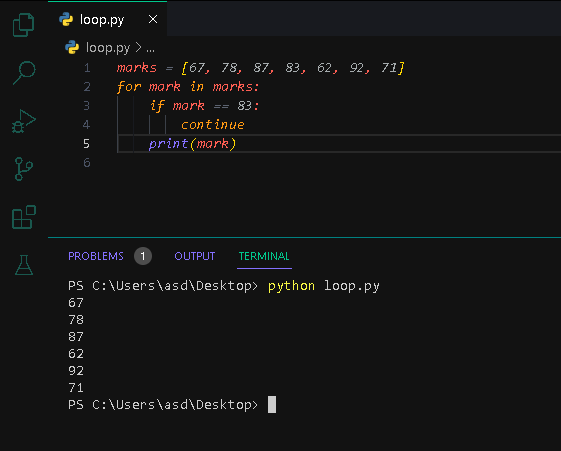 loop.py
loop.py > ...
1 marks = [67, 78, 87, 83, 62, 92, 71]
2 for mark in marks:
3 if mark == 83:
4 continue
5 print(mark)
6
PROBLEMS 1 OUTPUT TERMINAL
PS C:\Users\asd\Desktop> python loop.py
67
78
87
62
92
71
PS C:\Users\asd\Desktop>